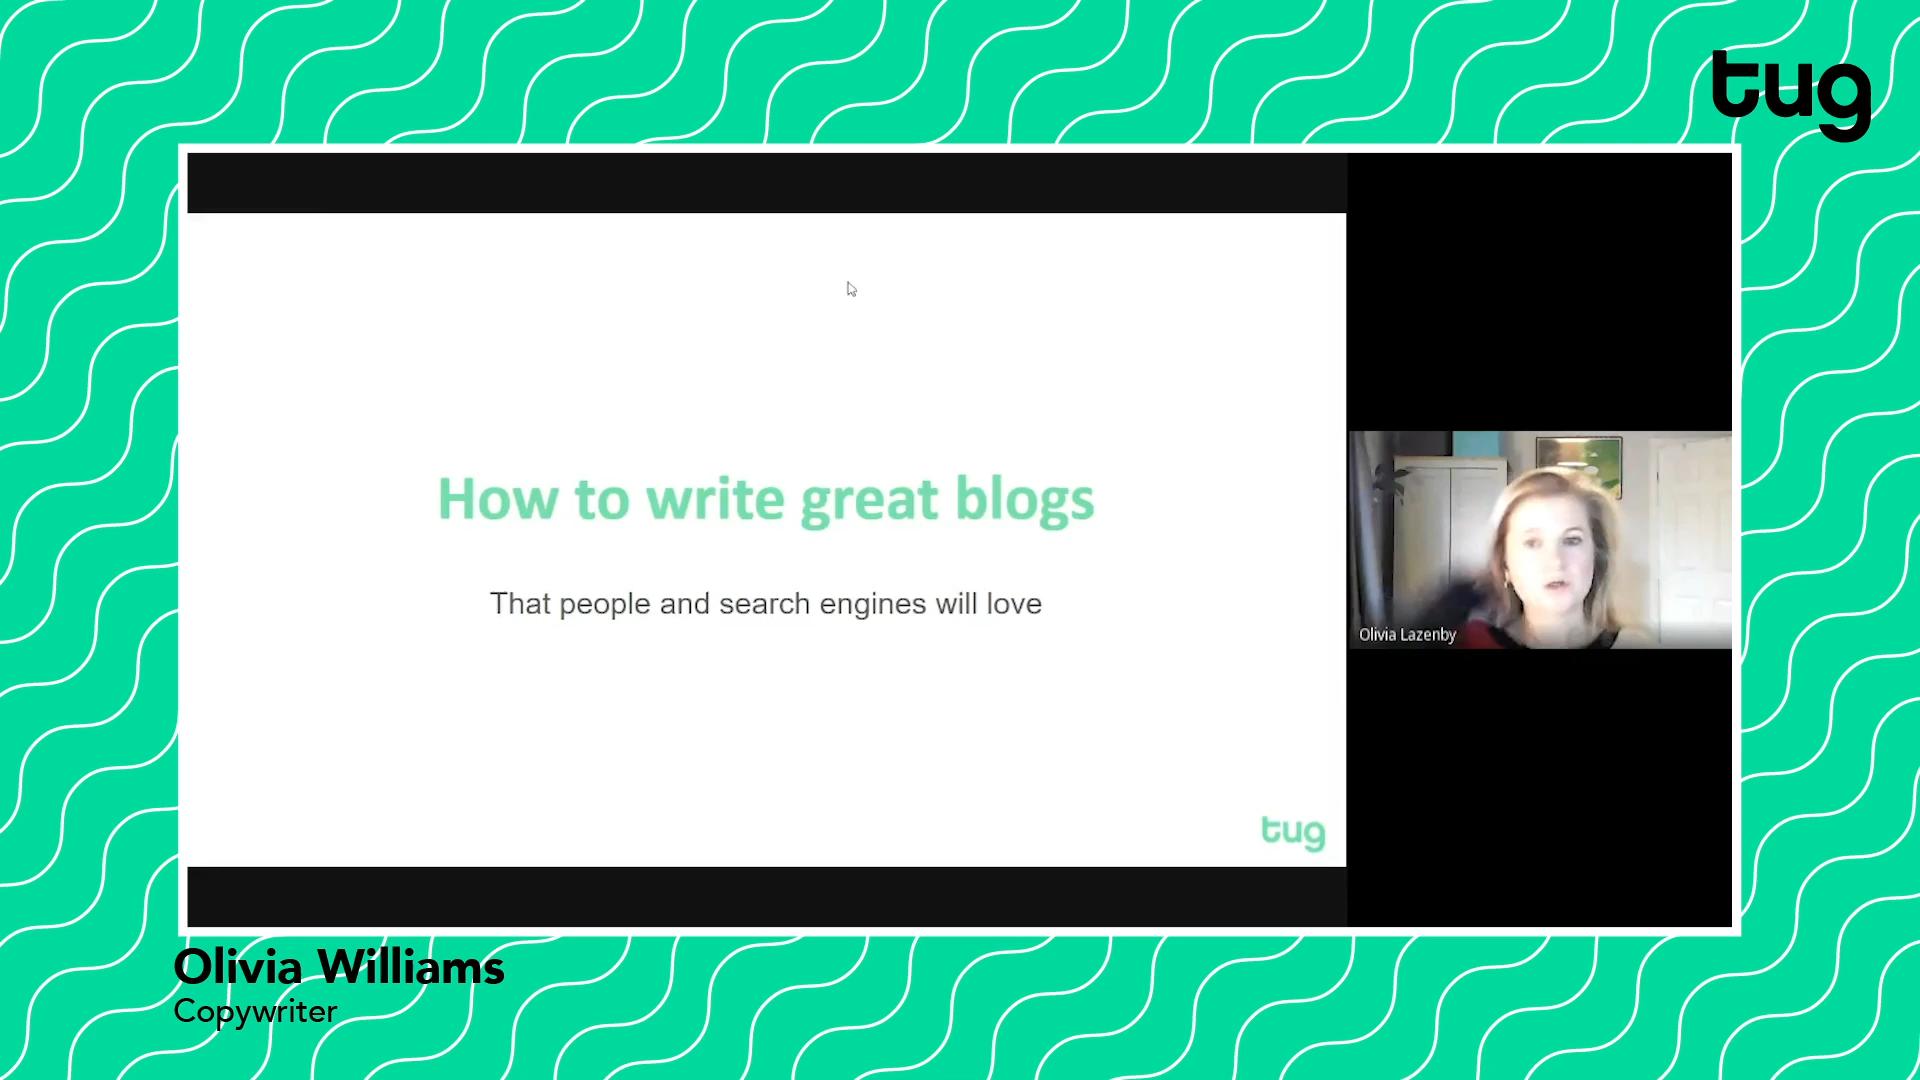 tug
How to write great blogs
That people and search engines will love
Olivia Lazenby
tug
Olivia Williams
Copywriter